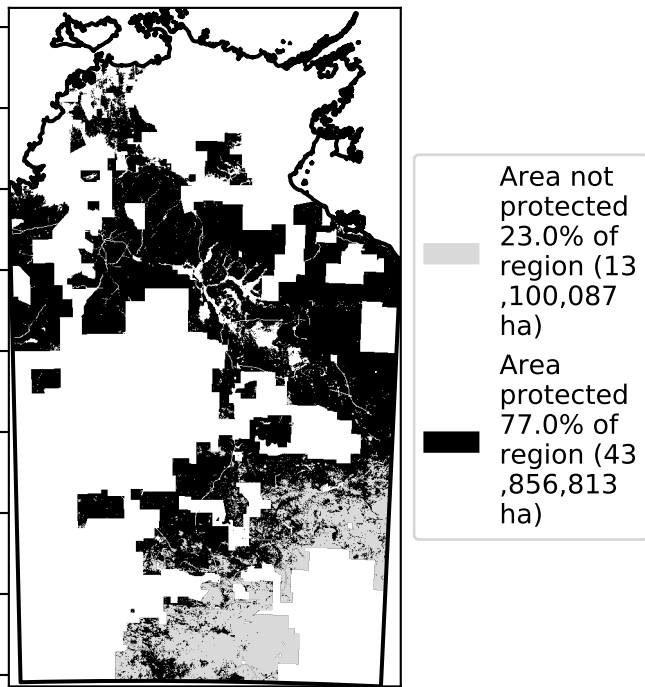 Area not
protected
23.0% of
region (13
,100,087
ha)
Area
protected
77.0% of
region (43
,856,813
ha)